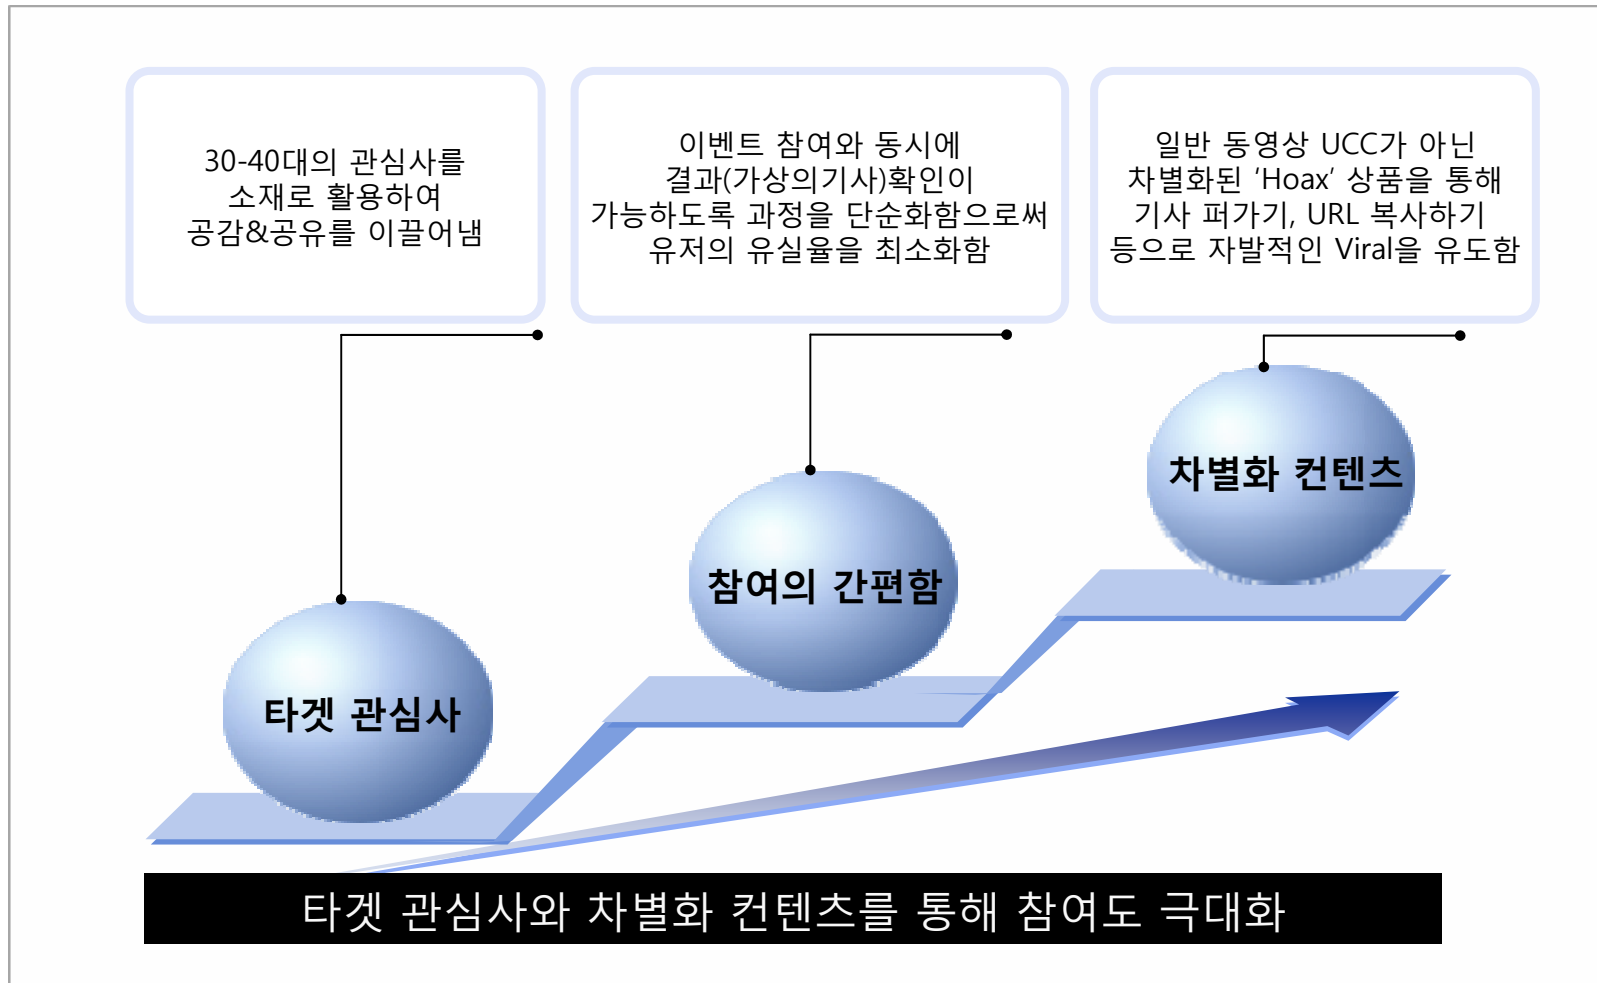 30-40대의 관심사를
소재로 활용하여
공감&공유를 이끌어냄
이벤트 참여와 동시에
결과(가상의기사)확인이
가능하도록 과정을 단순화함으로써
유저의 유실율을 최소화함
일반 동영상 UCC가 아닌
차별화된 ‘Hoax’ 상품을 통해
기사 퍼가기, URL 복사하기
등으로 자발적인 Viral을 유도함
타겟 관심사
참여의 간편함
차별화 컨텐츠
타겟 관심사와 차별화 컨텐츠를 통해 참여도 극대화